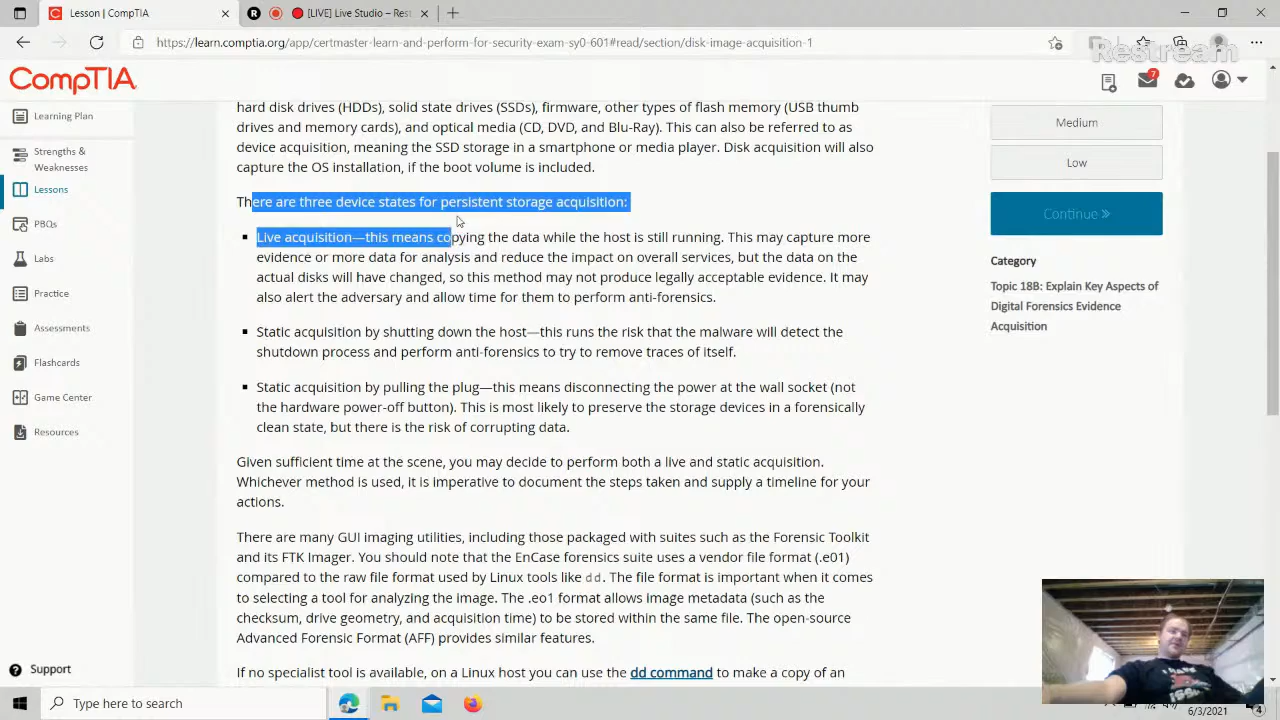 Lesson | CompTIA
[LIVE] Live Studio – Rest
https://learn.comptia.org/app/certmaster-learn-and-perform-for-security-exam-sy0-601#read/section/disk-image-acquisition-1
Restream
CompTIA
7
Learning Plan
Strengths &
Weaknesses
Lessons
PBQs
Labs
Practice
Assessments
Flashcards
Game Center
Resources
Support
hard disk drives (HDDs), solid state drives (SSDs), firmware, other types of flash memory (USB thumb
drives and memory cards), and optical media (CD, DVD, and Blu-Ray). This can also be referred to as
device acquisition, meaning the SSD storage in a smartphone or media player. Disk acquisition will also
capture the OS installation, if the boot volume is included.
There are three device states for persistent storage acquisition:
Live acquisition—this means copying the data while the host is still running. This may capture more
evidence or more data for analysis and reduce the impact on overall services, but the data on the
actual disks will have changed, so this method may not produce legally acceptable evidence. It may
also alert the adversary and allow time for them to perform anti-forensics.
Static acquisition by shutting down the host—this runs the risk that the malware will detect the
shutdown process and perform anti-forensics to try to remove traces of itself.
Static acquisition by pulling the plug—this means disconnecting the power at the wall socket (not
the hardware power-off button). This is most likely to preserve the storage devices in a forensically
clean state, but there is the risk of corrupting data.
Given sufficient time at the scene, you may decide to perform both a live and static acquisition.
Whichever method is used, it is imperative to document the steps taken and supply a timeline for your
actions.
There are many GUI imaging utilities, including those packaged with suites such as the Forensic Toolkit
and its FTK Imager. You should note that the EnCase forensics suite uses a vendor file format (.e01)
compared to the raw file format used by Linux tools like dd. The file format is important when it comes
to selecting a tool for analyzing the image. The .eo1 format allows image metadata (such as the
checksum, drive geometry, and acquisition time) to be stored within the same file. The open-source
Advanced Forensic Format (AFF) provides similar features.
If no specialist tool is available, on a Linux host you can use the dd command to make a copy of an
Medium
Low
Continue »
Category
Topic 18B: Explain Key Aspects of
Digital Forensics Evidence
Acquisition
Type here to search
6/3/2021
4